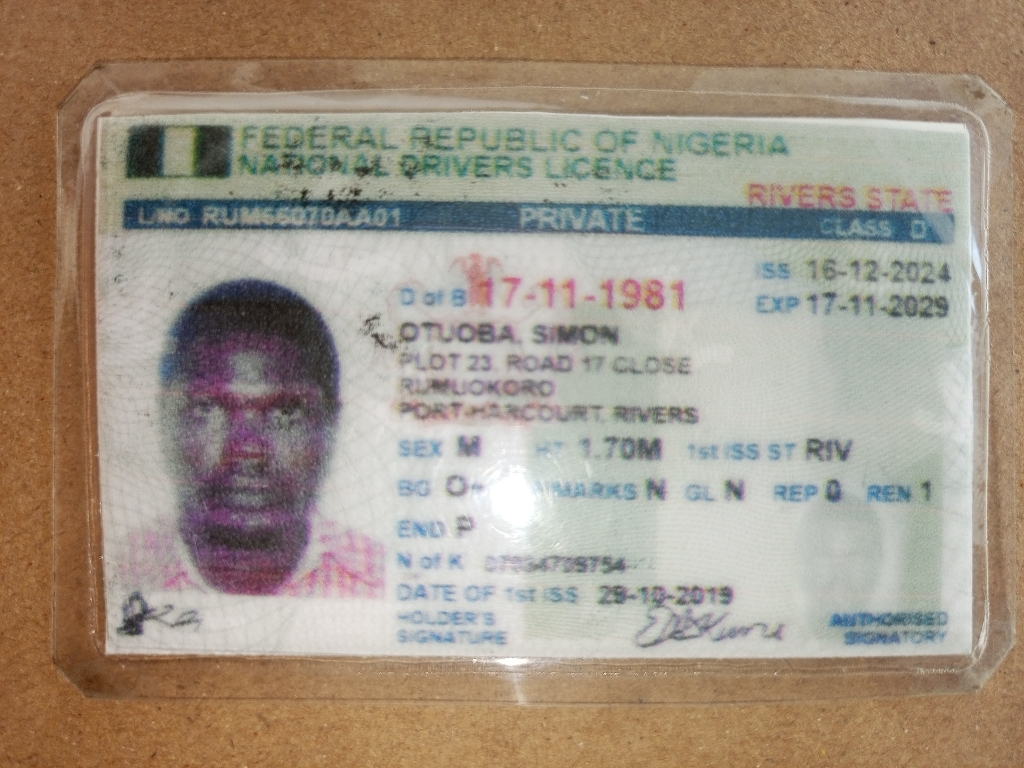 FEDERAL REPUBLIC OF NIGERIA
NATIONAL DRIVERS LICENCE
RIVERS STATE
L/NO RUM56070AA01 PRIVATE CLASS D
ISS 16-12-2024
D of B 17-11-1981 EXP 17-11-2029
OTUOBA, SIMON
PLOT 23, ROAD 17 CLOSE
RUMUOKORO
PORT-HARCOURT, RIVERS
SEX M HT 1.70M 1st ISS ST RIV
BG O+ F/MARKS N GL N REP 0 REN 1
END P
N of K
DATE OF 1st ISS 29-10-2019
HOLDER'S
SIGNATURE
AUTHORISED
SIGNATORY